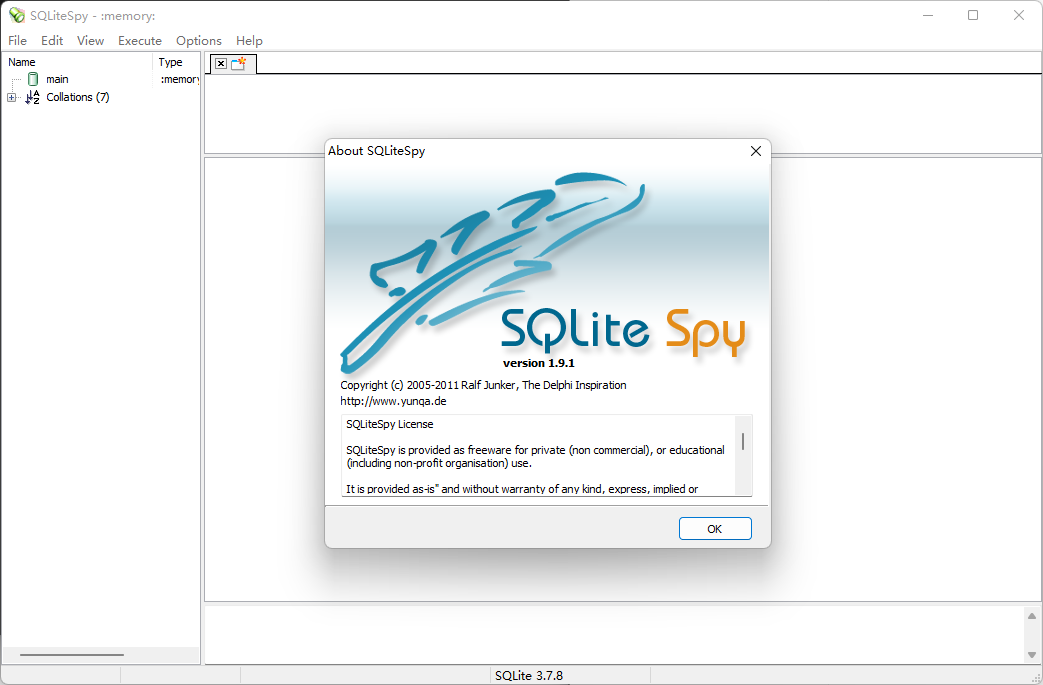 SQLiteSpy - :memory:
File Edit View Execute Options Help
Name Type
main :memory
Collations (7)
About SQLiteSpy
SQLite Spy
version 1.9.1
Copyright (c) 2005-2011 Ralf Junker, The Delphi Inspiration
http://www.yunqa.de
SQLiteSpy License
SQLiteSpy is provided as freeware for private (non commercial), or educational
(including non-profit organisation) use.
It is provided as-is" and without warranty of any kind, express, implied or
OK
SQLite 3.7.8